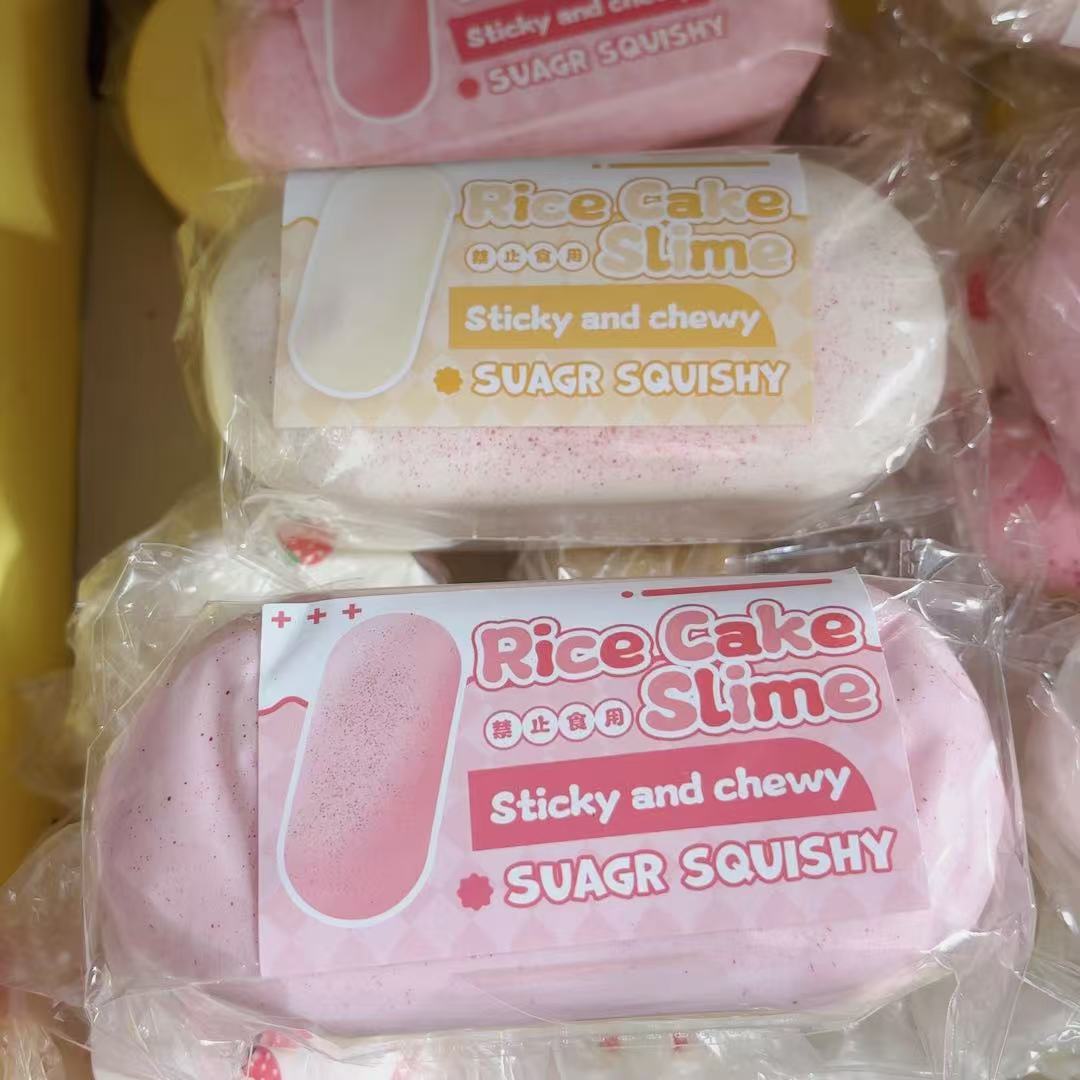 Sticky and chewy
SUAGR SQUISHY
Rice Cake
禁止食用 Slime
Sticky and chewy
SUAGR SQUISHY
+ + +
Rice Cake
禁止食用 Slime
Sticky and chewy
SUAGR SQUISHY